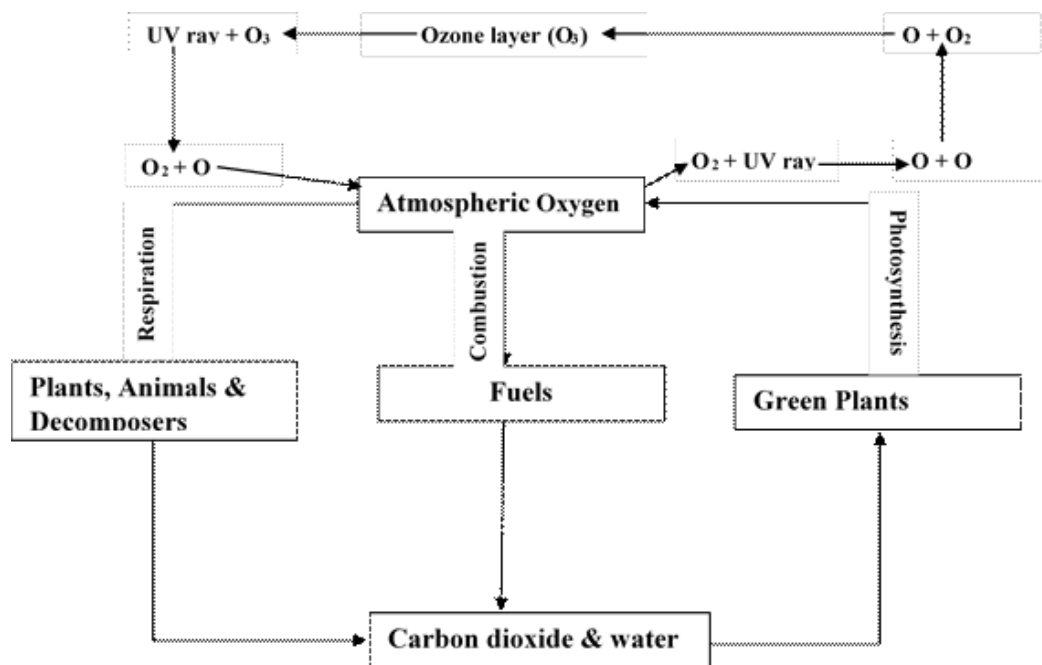 UV ray + O₃
Ozone layer (O₃)
O + O₂
O₂ + O
O₂ + UV ray
O + O
Atmospheric Oxygen
Respiration
Combustion
Photosynthesis
Plants, Animals &
Decomposers
Fuels
Green Plants
Carbon dioxide & water